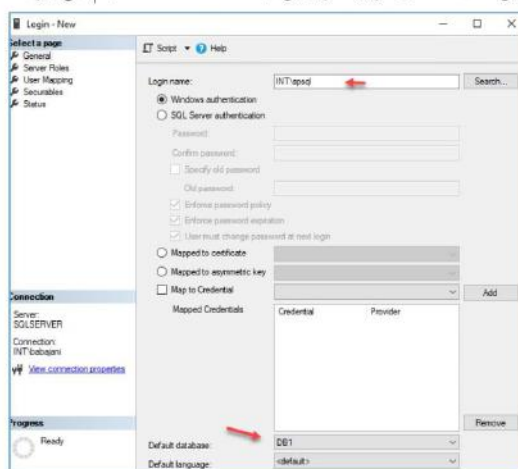 Login - New
Select a page
General
Server Roles
User Mapping
Securables
Status
Script
Help
Login name:
INT\spsql
Search...
Windows authentication
SQL Server authentication
Password:
Confirm password:
Specify old password
Old password:
Enforce password policy
Enforce password expiration
User must change password at next login
Mapped to certificate
Mapped to asymmetric key
Map to Credential
Add
Mapped Credentials
Credential Provider
Connection
Server:
SQLSERVER
Connection:
INT\babajani
View connection properties
Progress
Ready
Remove
Default database:
DB1
Default language:
<default>